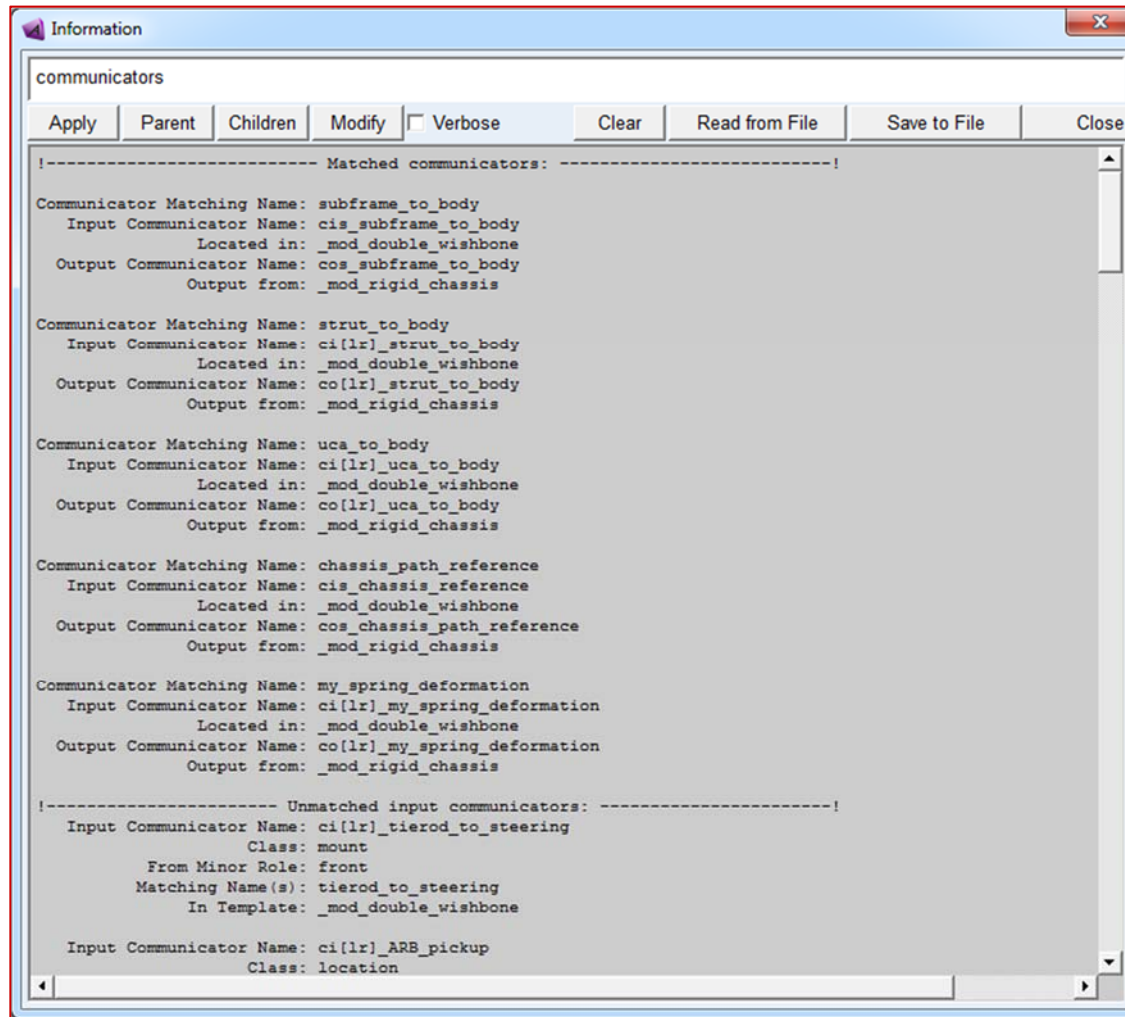 Information
communicators
Apply Parent Children Modify Verbose Clear Read from File Save to File Close
!---------------------------- Matched communicators: ---------------------------!
Communicator Matching Name: subframe_to_body
Input Communicator Name: cis_subframe_to_body
Located in: _mod_double_wishbone
Output Communicator Name: cos_subframe_to_body
Output from: _mod_rigid_chassis
Communicator Matching Name: strut_to_body
Input Communicator Name: ci[lr]_strut_to_body
Located in: _mod_double_wishbone
Output Communicator Name: co[lr]_strut_to_body
Output from: _mod_rigid_chassis
Communicator Matching Name: uca_to_body
Input Communicator Name: ci[lr]_uca_to_body
Located in: _mod_double_wishbone
Output Communicator Name: co[lr]_uca_to_body
Output from: _mod_rigid_chassis
Communicator Matching Name: chassis_path_reference
Input Communicator Name: cis_chassis_reference
Located in: _mod_double_wishbone
Output Communicator Name: cos_chassis_path_reference
Output from: _mod_rigid_chassis
Communicator Matching Name: my_spring_deformation
Input Communicator Name: ci[lr]_my_spring_deformation
Located in: _mod_double_wishbone
Output Communicator Name: co[lr]_my_spring_deformation
Output from: _mod_rigid_chassis
!----------------------- Unmatched input communicators: -----------------------!
Input Communicator Name: ci[lr]_tierod_to_steering
Class: mount
From Minor Role: front
Matching Name(s): tierod_to_steering
In Template: _mod_double_wishbone
Input Communicator Name: ci[lr]_ARB_pickup
Class: location